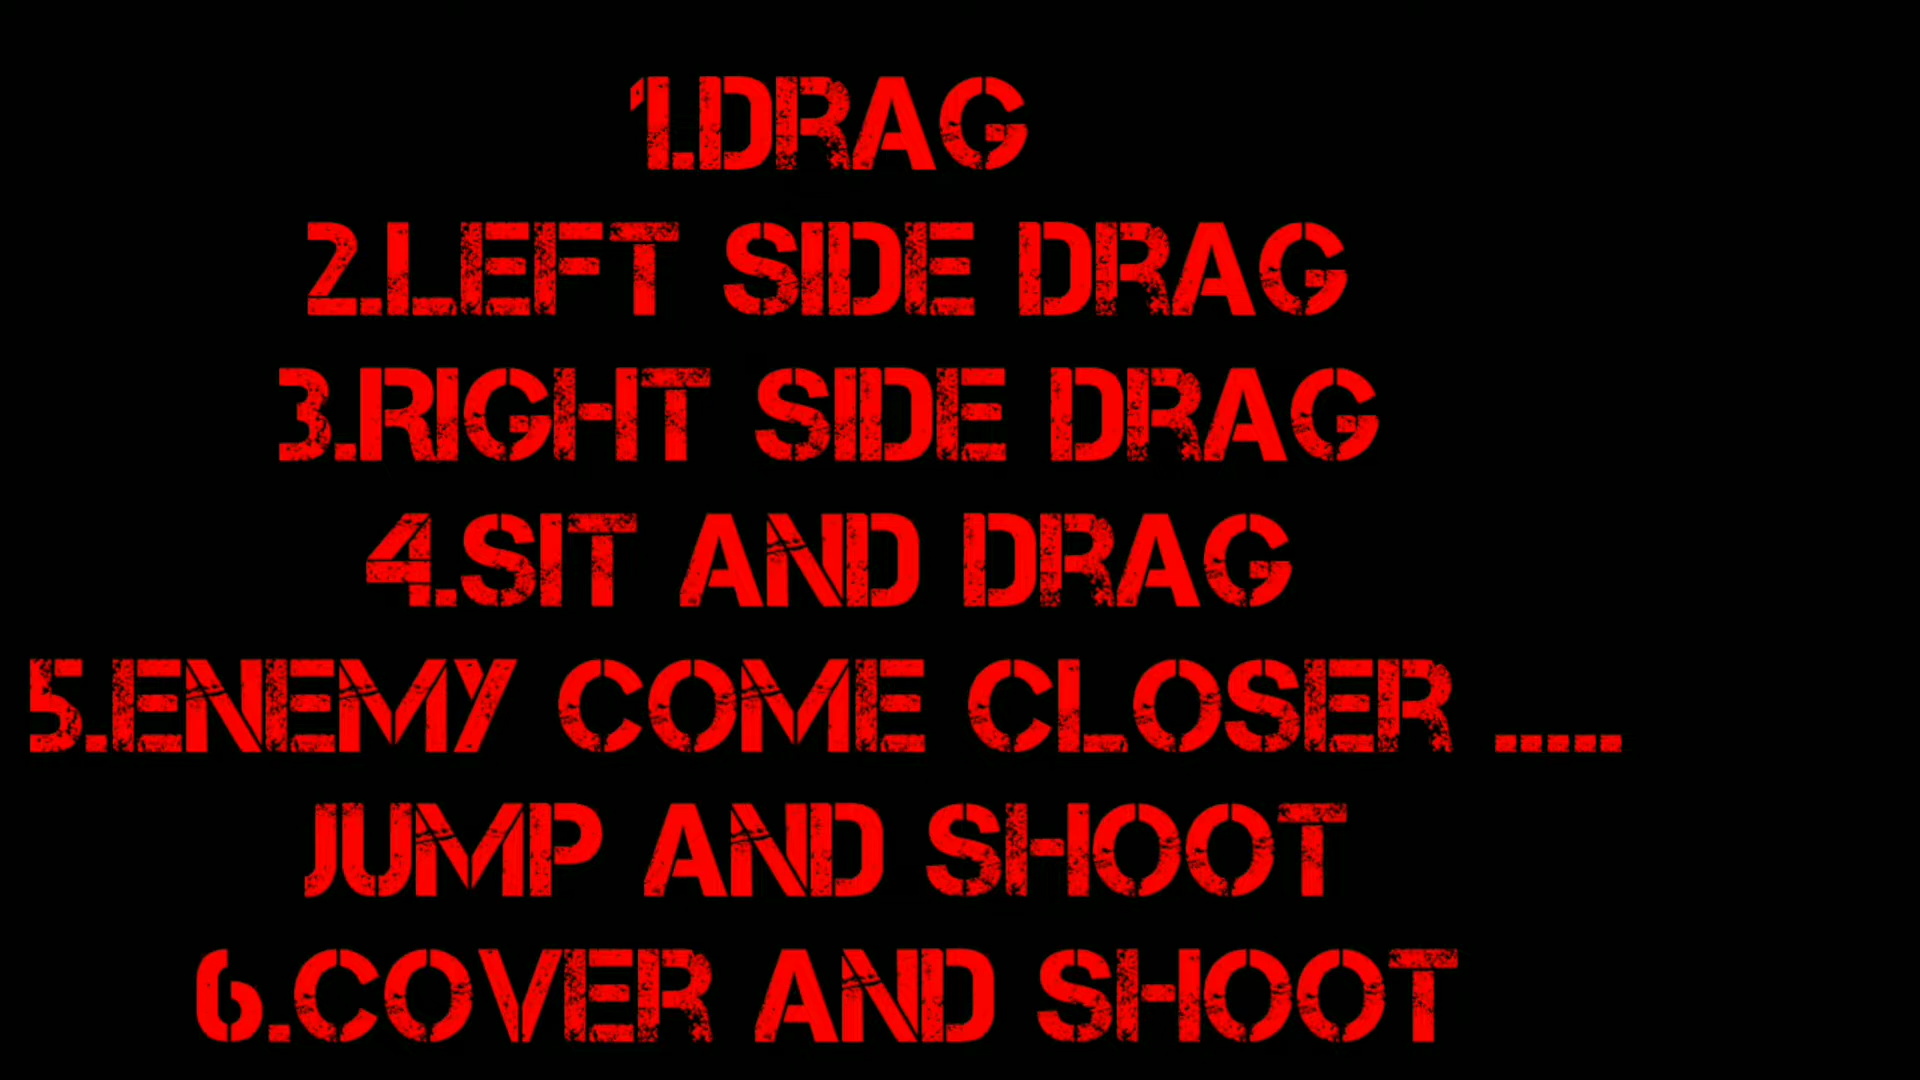 1.DRAG
2.LEFT SIDE DRAG
3.RIGHT SIDE DRAG
4.SIT AND DRAG
5.ENEMY COME CLOSER .....
JUMP AND SHOOT
6.COVER AND SHOOT